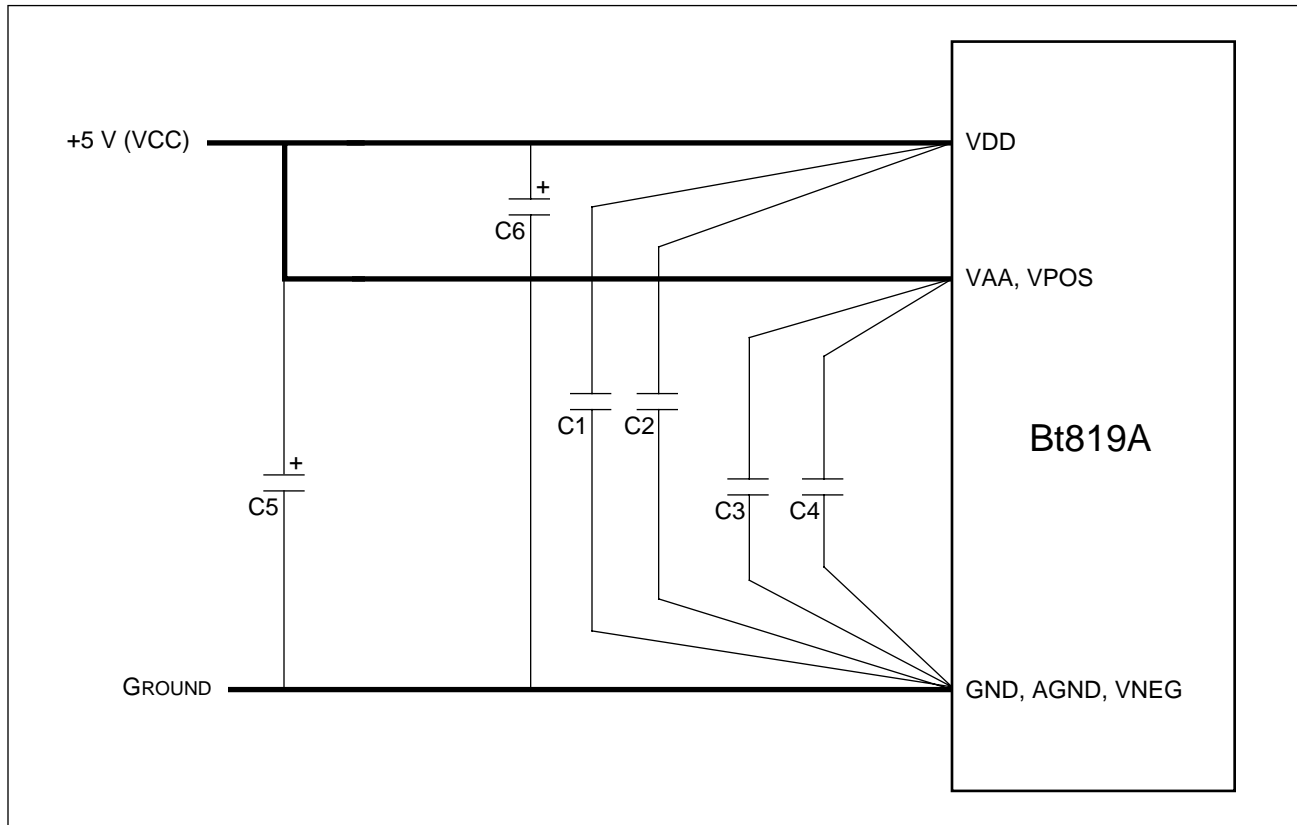 +5 V (VCC)
VDD
+
C6
VAA, VPOS
C1
C2
Bt819A
+
C5
C3
C4
GROUND
GND, AGND, VNEG